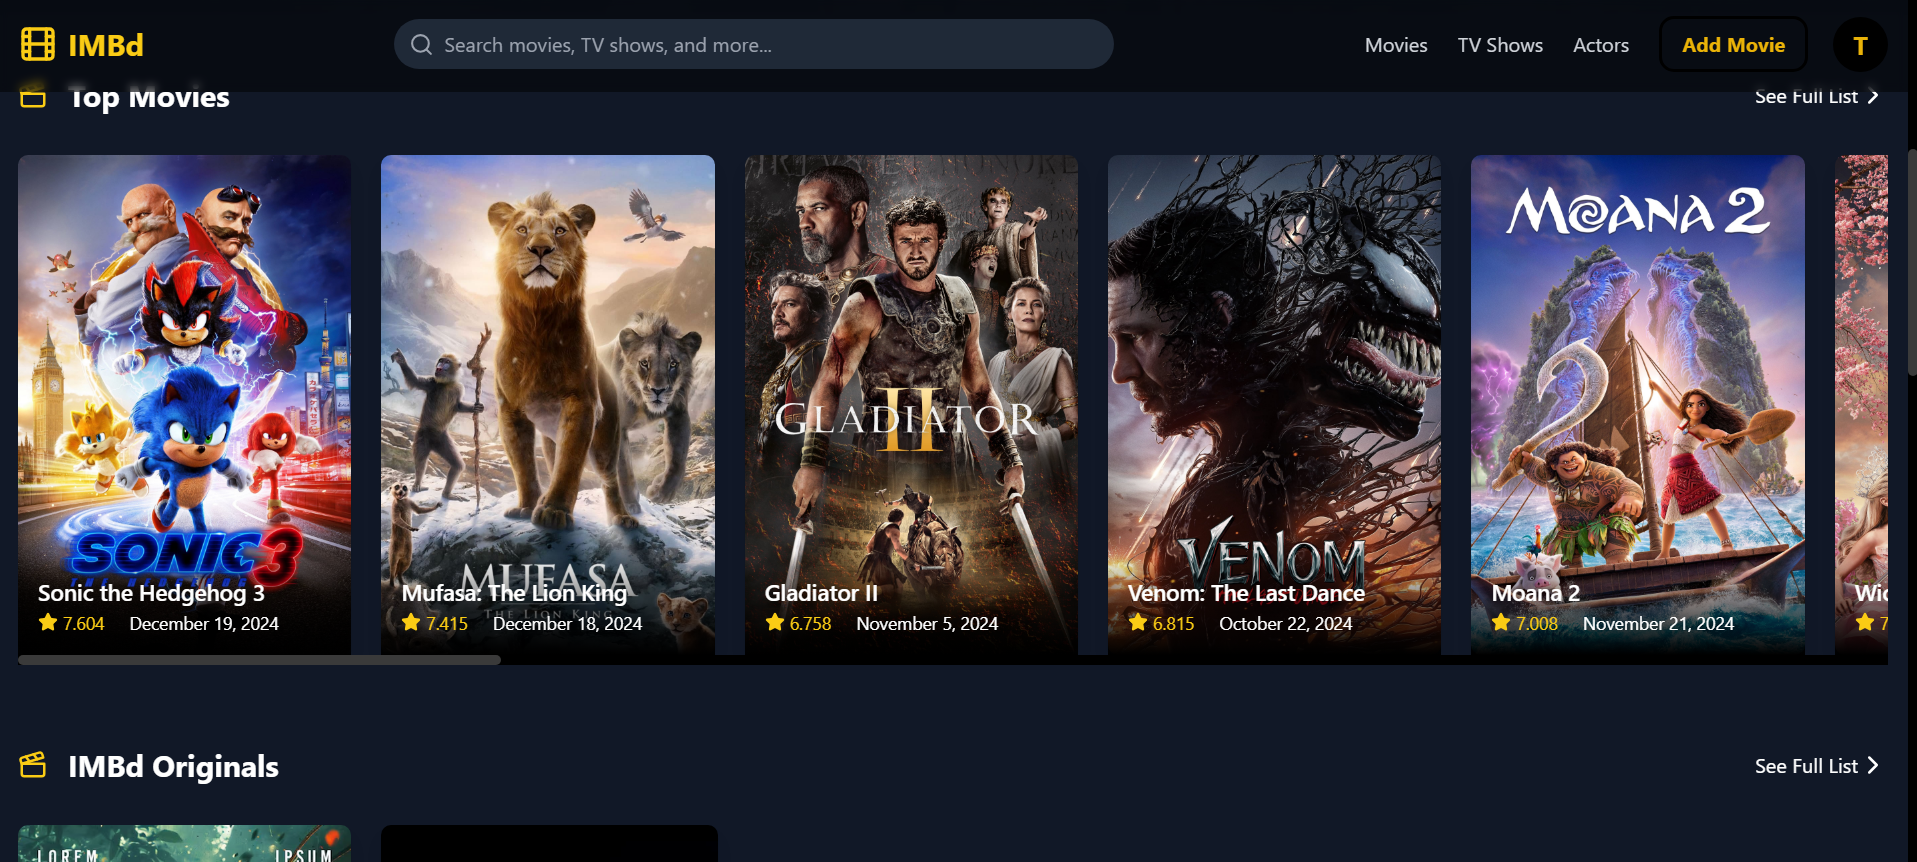 IMBd
Search movies, TV shows, and more...
Movies
TV Shows
Actors
Add Movie
T
Top Movies
See Full List
SONIC 3
THE HEDGEHOG
Sonic the Hedgehog 3
7.604 December 19, 2024
MUFASA
THE LION KING
Mufasa: The Lion King
7.415 December 18, 2024
GLADIATOR
II
Gladiator II
6.758 November 5, 2024
VENOM
Venom: The Last Dance
6.815 October 22, 2024
MOANA 2
Moana 2
7.008 November 21, 2024
Wic
7
IMBd Originals
See Full List
LOREM IPSUM